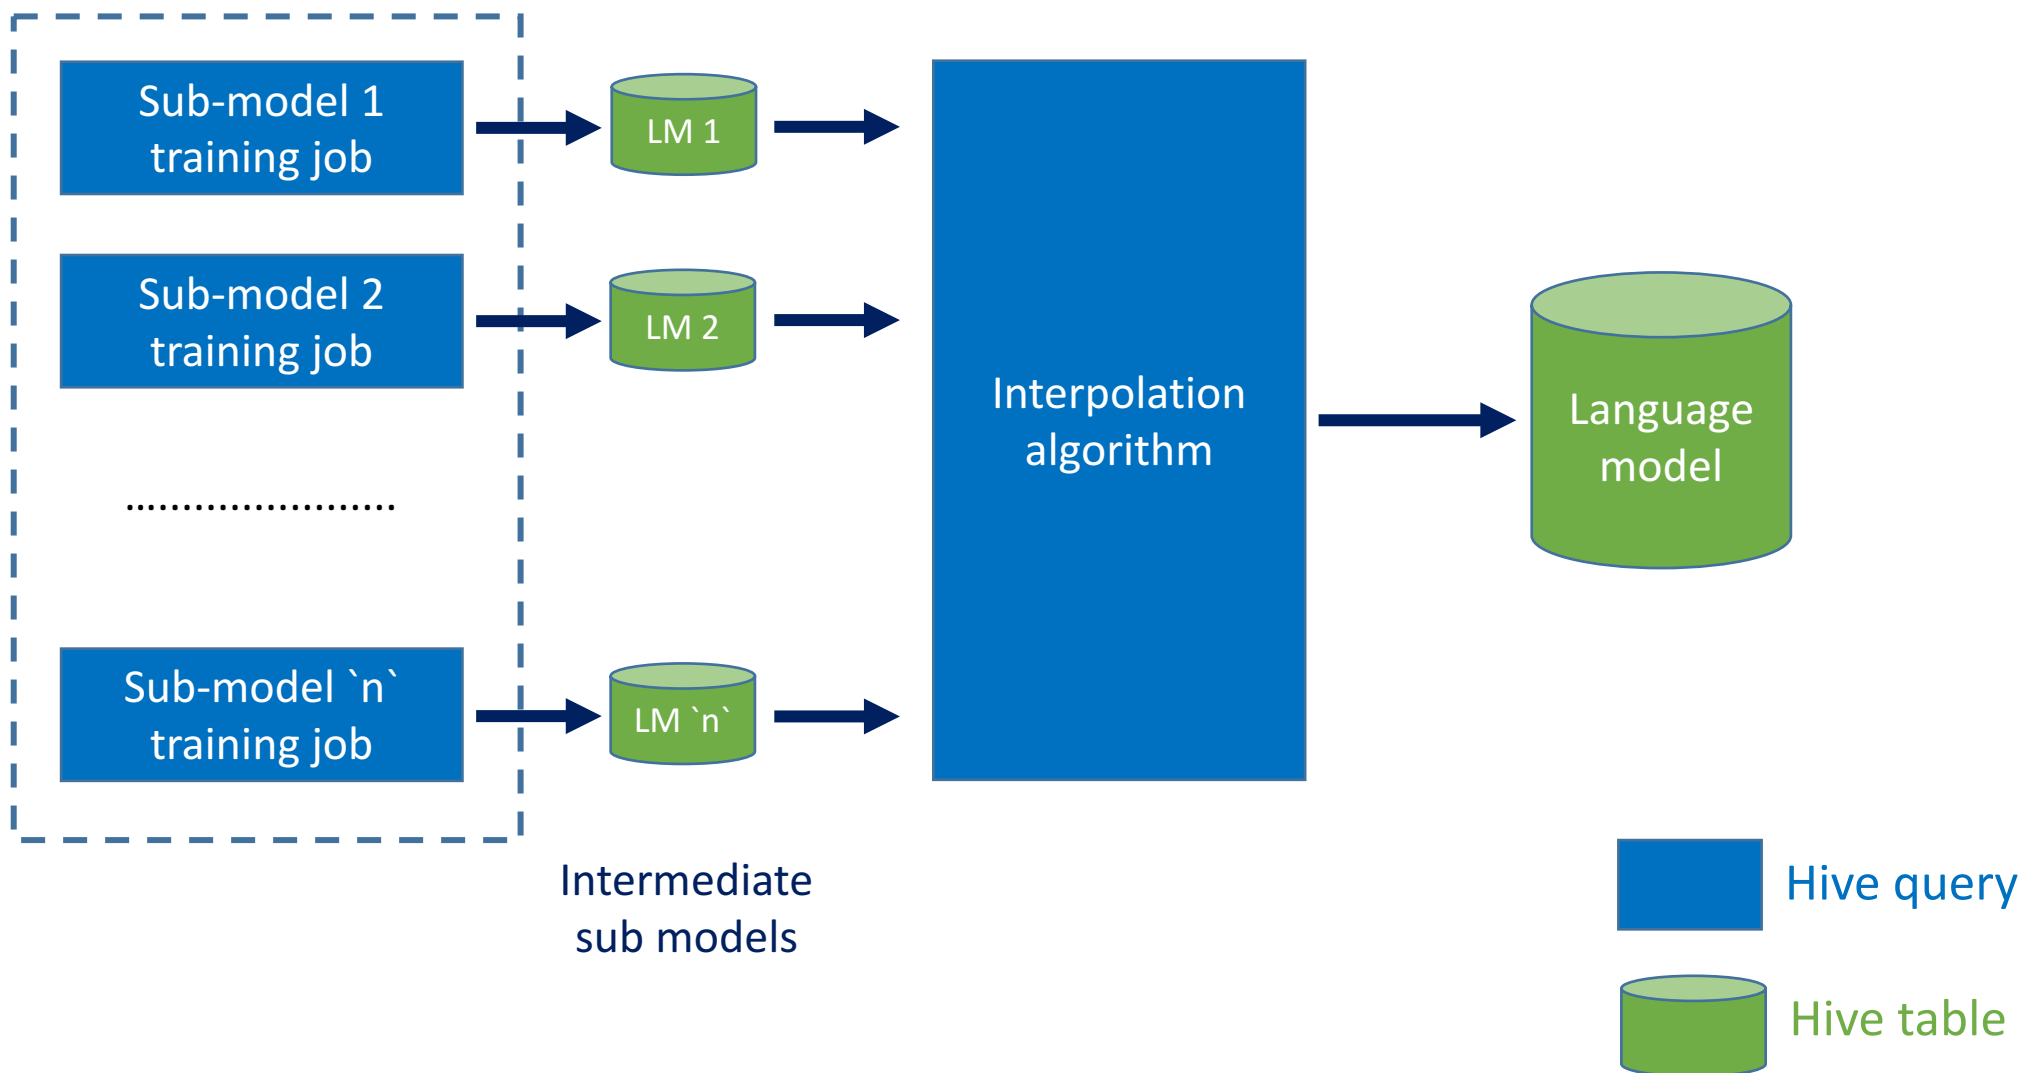 Sub-model 1
training job
LM 1
Sub-model 2
training job
LM 2
Interpolation
algorithm
Language
model
.........................
Sub-model `n`
training job
LM `n`
Intermediate
sub models
Hive query
Hive table